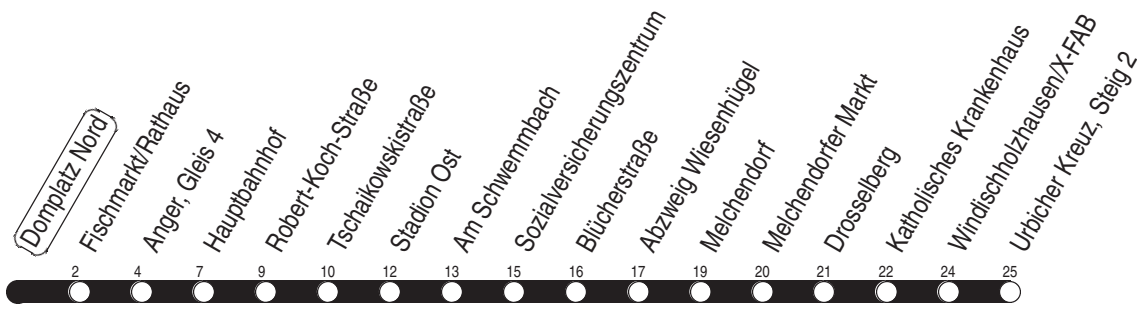 Domplatz Nord
Fischmarkt/Rathaus
Anger, Gleis 4
Hauptbahnhof
Robert-Koch-Straße
Tschaikowskistraße
Stadion Ost
Am Schwemmbach
Sozialversicherungszentrum
Blücherstraße
Abzweig Wiesenhügel
Melchendorf
Melchendorfer Markt
Drosselberg
Katholisches Krankenhaus
Windischholzhausen/X-FAB
Urbicher Kreuz, Steig 2
2 4 7 9 10 12 13 15 16 17 19 20 21 22 24 25